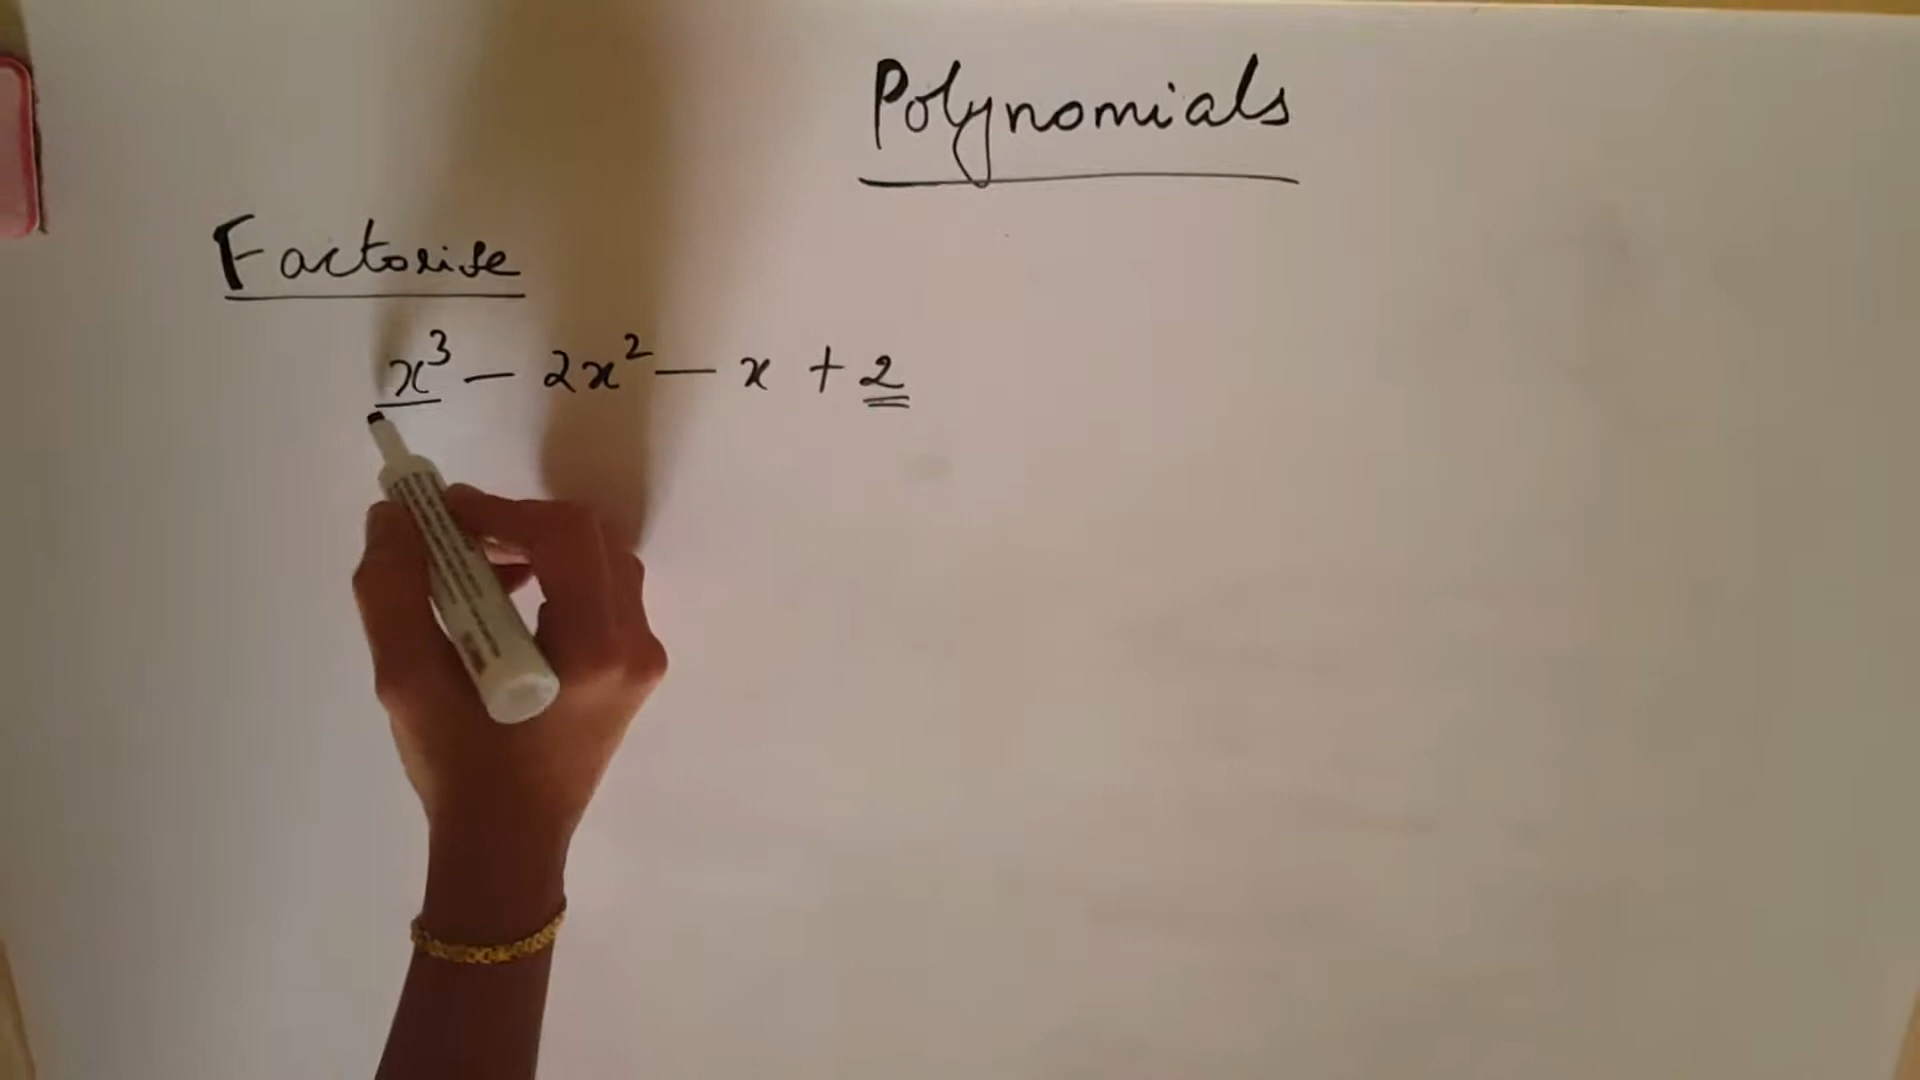 Polynomials
Factorise
x³ - 2x² - x + 2